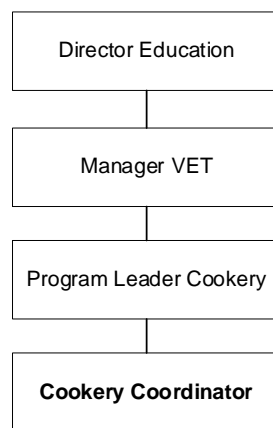 Director Education
Manager VET
Program Leader Cookery
Cookery Coordinator